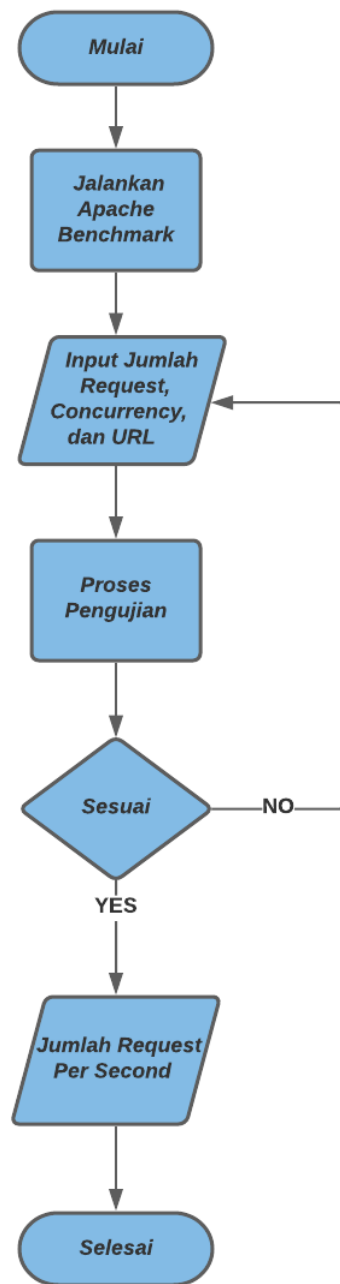 Mulai
Jalankan
Apache
Benchmark
Input Jumlah
Request,
Concurrency,
dan URL
Proses
Pengujian
Sesuai
NO
YES
Jumlah Request
Per Second
Selesai